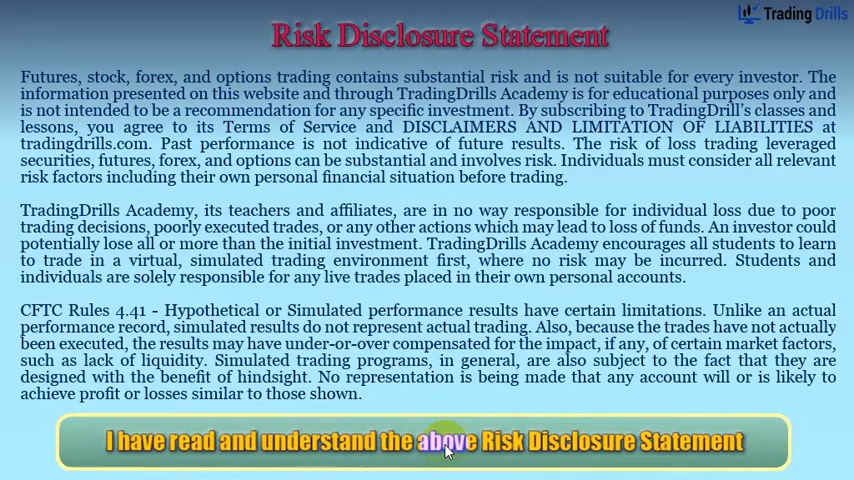 Trading Drills
Risk Disclosure Statement
Futures, stock, forex, and options trading contains substantial risk and is not suitable for every investor. The
information presented on this website and through TradingDrills Academy is for educational purposes only and
is not intended to be a recommendation for any specific investment. By subscribing to TradingDrill's classes and
lessons, you agree to its Terms of Service and DISCLAIMERS AND LIMITATION OF LIABILITIES at
tradingdrills.com. Past performance is not indicative of future results. The risk of loss trading leveraged
securities, futures, forex, and options can be substantial and involves risk. Individuals must consider all relevant
risk factors including their own personal financial situation before trading.
TradingDrills Academy, its teachers and affiliates, are in no way responsible for individual loss due to poor
trading decisions, poorly executed trades, or any other actions which may lead to loss of funds. An investor could
potentially lose all or more than the initial investment. TradingDrills Academy encourages all students to learn
to trade in a virtual, simulated trading environment first, where no risk may be incurred. Students and
individuals are solely responsible for any live trades placed in their own personal accounts.
CFTC Rules 4.41 - Hypothetical or Simulated performance results have certain limitations. Unlike an actual
performance record, simulated results do not represent actual trading. Also, because the trades have not actually
been executed, the results may have under-or-over compensated for the impact, if any, of certain market factors,
such as lack of liquidity. Simulated trading programs, in general, are also subject to the fact that they are
designed with the benefit of hindsight. No representation is being made that any account will or is likely to
achieve profit or losses similar to those shown.
I have read and understand the above Risk Disclosure Statement